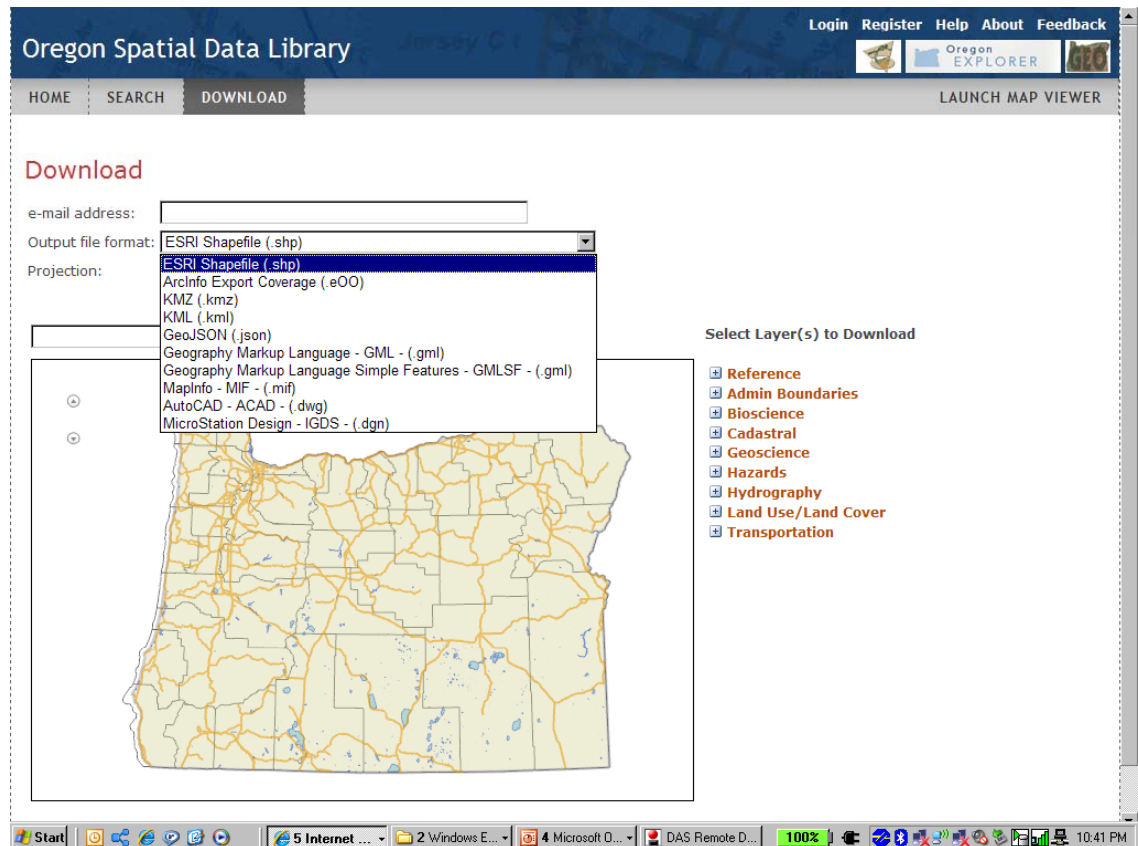 Login Register Help About Feedback
Oregon Spatial Data Library
Oregon
EXPLORER
GEO
HOME SEARCH DOWNLOAD
LAUNCH MAP VIEWER
Download
e-mail address:
Output file format: ESRI Shapefile (.shp)
Projection:
ESRI Shapefile (.shp)
ArcInfo Export Coverage (.eOO)
KMZ (.kmz)
KML (.kml)
GeoJSON (.json)
Geography Markup Language - GML - (.gml)
Geography Markup Language Simple Features - GMLSF - (.gml)
MapInfo - MIF - (.mif)
AutoCAD - ACAD - (.dwg)
MicroStation Design - IGDS - (.dgn)
Select Layer(s) to Download
Reference
Admin Boundaries
Bioscience
Cadastral
Geoscience
Hazards
Hydrography
Land Use/Land Cover
Transportation
Start 5 Internet ... 2 Windows E... 4 Microsoft O... DAS Remote D... 100% 10:41 PM